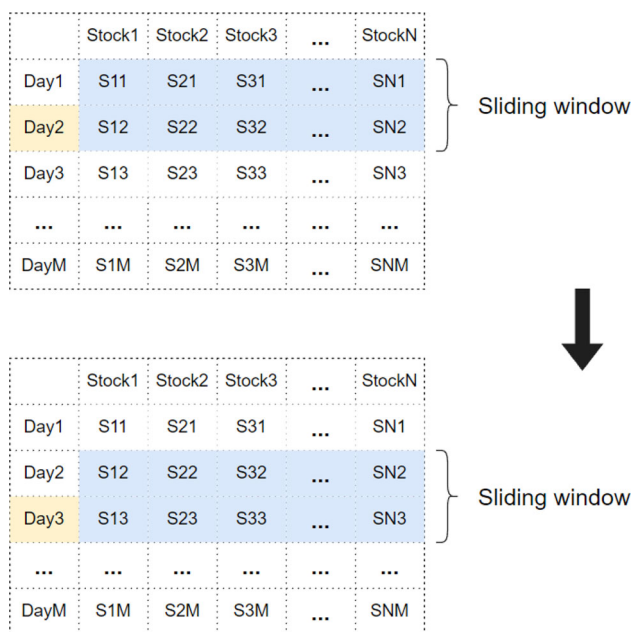 Stock1 Stock2 Stock3 ... StockN
Day1 S11 S21 S31 ... SN1
Sliding window
Day2 S12 S22 S32 ... SN2
Day3 S13 S23 S33 ... SN3
... ... ... ... ... ...
DayM S1M S2M S3M ... SNM
Stock1 Stock2 Stock3 ... StockN
Day1 S11 S21 S31 ... SN1
Day2 S12 S22 S32 ... SN2
Sliding window
Day3 S13 S23 S33 ... SN3
... ... ... ... ... ...
DayM S1M S2M S3M ... SNM